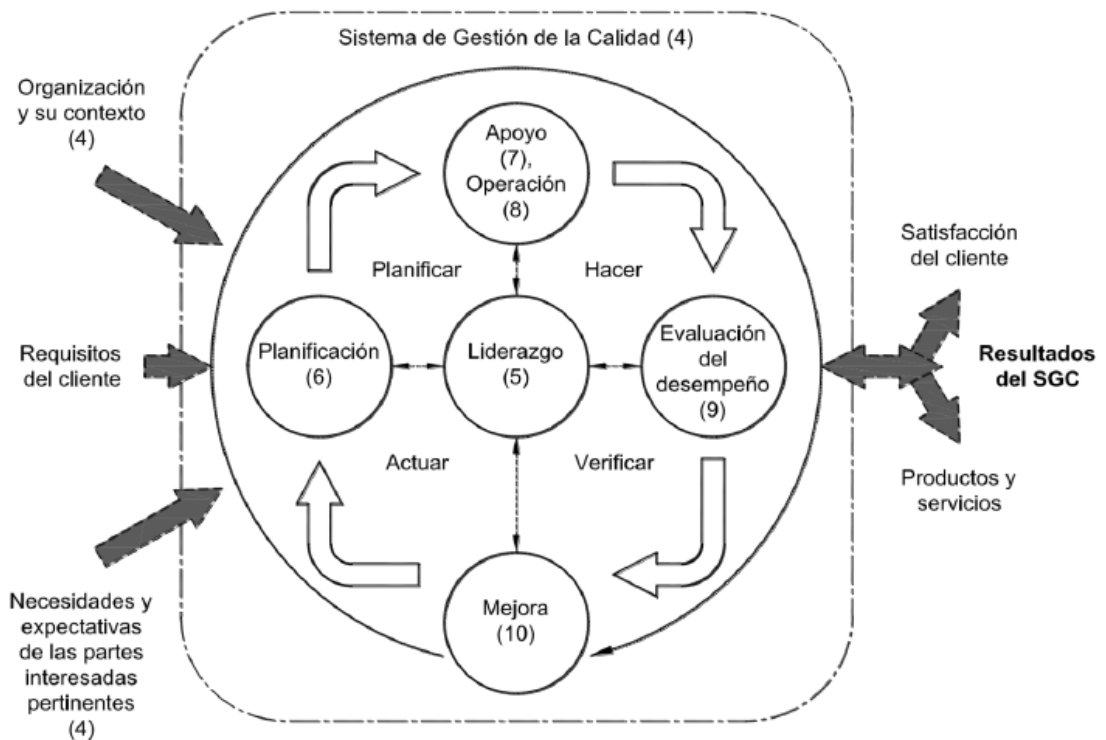 Sistema de Gestión de la Calidad (4)
Organización
y su contexto
(4)
Apoyo
(7),
Operación
(8)
Planificar
Hacer
Satisfacción
del cliente
Requisitos
del cliente
Planificación
(6)
Liderazgo
(5)
Evaluación
del
desempeño
(9)
Resultados
del SGC
Actuar
Verificar
Productos y
servicios
Necesidades y
expectativas
de las partes
interesadas
pertinentes
(4)
Mejora
(10)